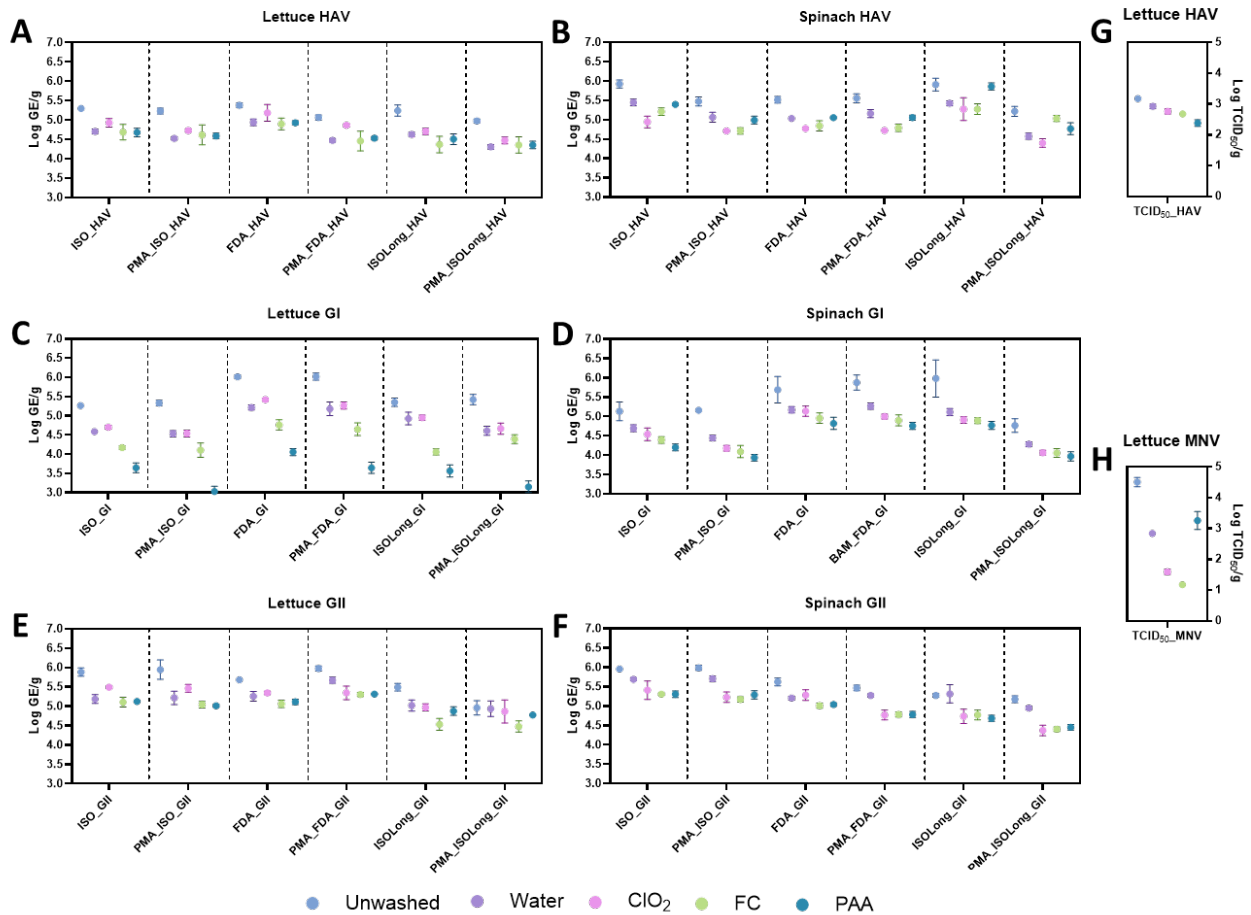 A
Lettuce HAV
Log GE/g
7.0
6.5
6.0
5.5
5.0
4.5
4.0
3.5
3.0
ISO_HAV
PMA_ISO_HAV
FDA_HAV
PMA_FDA_HAV
ISOLong_HAV
PMA_ISOLong_HAV
B
Spinach HAV
Log GE/g
7.0
6.5
6.0
5.5
5.0
4.5
4.0
3.5
3.0
ISO_HAV
PMA_ISO_HAV
FDA_HAV
PMA_FDA_HAV
ISOLong_HAV
PMA_ISOLong_HAV
G
Lettuce HAV
5
4
3
2
1
0
Log TCID50/g
TCID50_HAV
C
Lettuce GI
Log GE/g
7.0
6.5
6.0
5.5
5.0
4.5
4.0
3.5
3.0
ISO_GI
PMA_ISO_GI
FDA_GI
PMA_FDA_GI
ISOLong_GI
PMA_ISOLong_GI
D
Spinach GI
Log GE/g
7.0
6.5
6.0
5.5
5.0
4.5
4.0
3.5
3.0
ISO_GI
PMA_ISO_GI
FDA_GI
BAM_FDA_GI
ISOLong_GI
PMA_ISOLong_GI
Lettuce MNV
H
5
4
3
2
1
0
Log TCID50/g
TCID50_MNV
E
Lettuce GII
Log GE/g
7.0
6.5
6.0
5.5
5.0
4.5
4.0
3.5
3.0
ISO_GII
PMA_ISO_GII
FDA_GII
PMA_FDA_GII
ISOLong_GII
PMA_ISOLong_GII
F
Spinach GII
Log GE/g
7.0
6.5
6.0
5.5
5.0
4.5
4.0
3.5
3.0
ISO_GII
PMA_ISO_GII
FDA_GII
PMA_FDA_GII
ISOLong_GII
PMA_ISOLong_GII
Unwashed Water ClO2 FC PAA